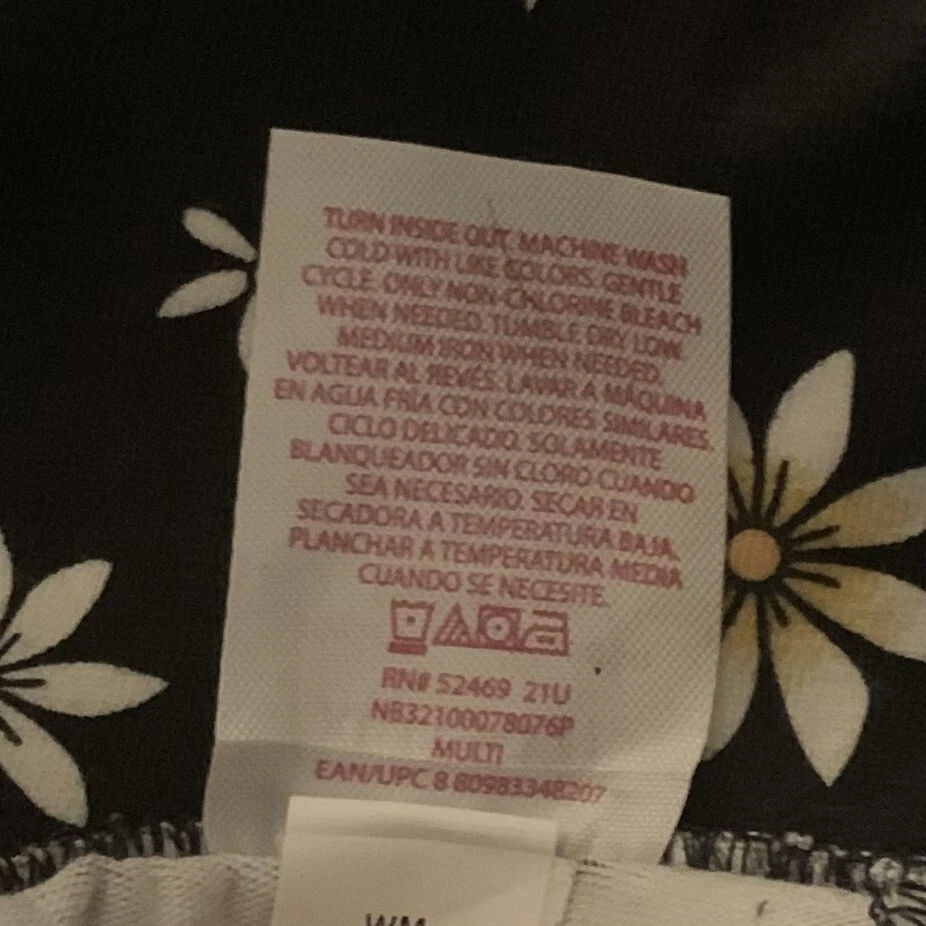 TURN INSIDE OUT. MACHINE WASH
COLD WITH LIKE COLORS. GENTLE
CYCLE. ONLY NON-CHLORINE BLEACH
WHEN NEEDED. TUMBLE DRY LOW.
MEDIUM IRON WHEN NEEDED.
VOLTEAR AL REVÉS. LAVAR A MÁQUINA
EN AGUA FRÍA CON COLORES SIMILARES.
CICLO DELICADO. SOLAMENTE
BLANQUEADOR SIN CLORO CUANDO
SEA NECESARIO. SECAR EN
SECADORA A TEMPERATURA BAJA.
PLANCHAR A TEMPERATURA MEDIA
CUANDO SE NECESITE.
RN# 52469 21U
NB32100078076P
MULTI
EAN/UPC 8 80983348207
WM